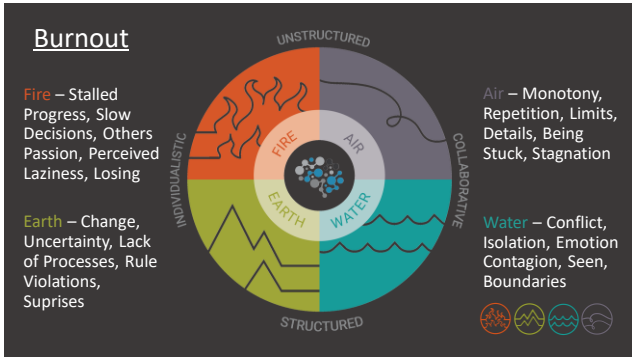 Burnout
UNSTRUCTURED
Fire – Stalled
Progress, Slow
Decisions, Others
Passion, Perceived
Laziness, Losing
Air – Monotony,
Repetition, Limits,
Details, Being
Stuck, Stagnation
INDIVIDUALISTIC
COLLABORATIVE
FIRE
AIR
EARTH
WATER
Earth – Change,
Uncertainty, Lack
of Processes, Rule
Violations,
Suprises
Water – Conflict,
Isolation, Emotion
Contagion, Seen,
Boundaries
STRUCTURED